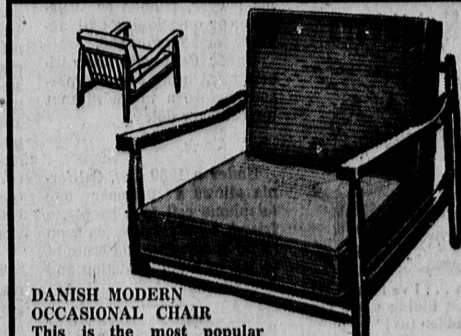 DANISH MODERN
OCCASIONAL CHAIR
This is the most popular